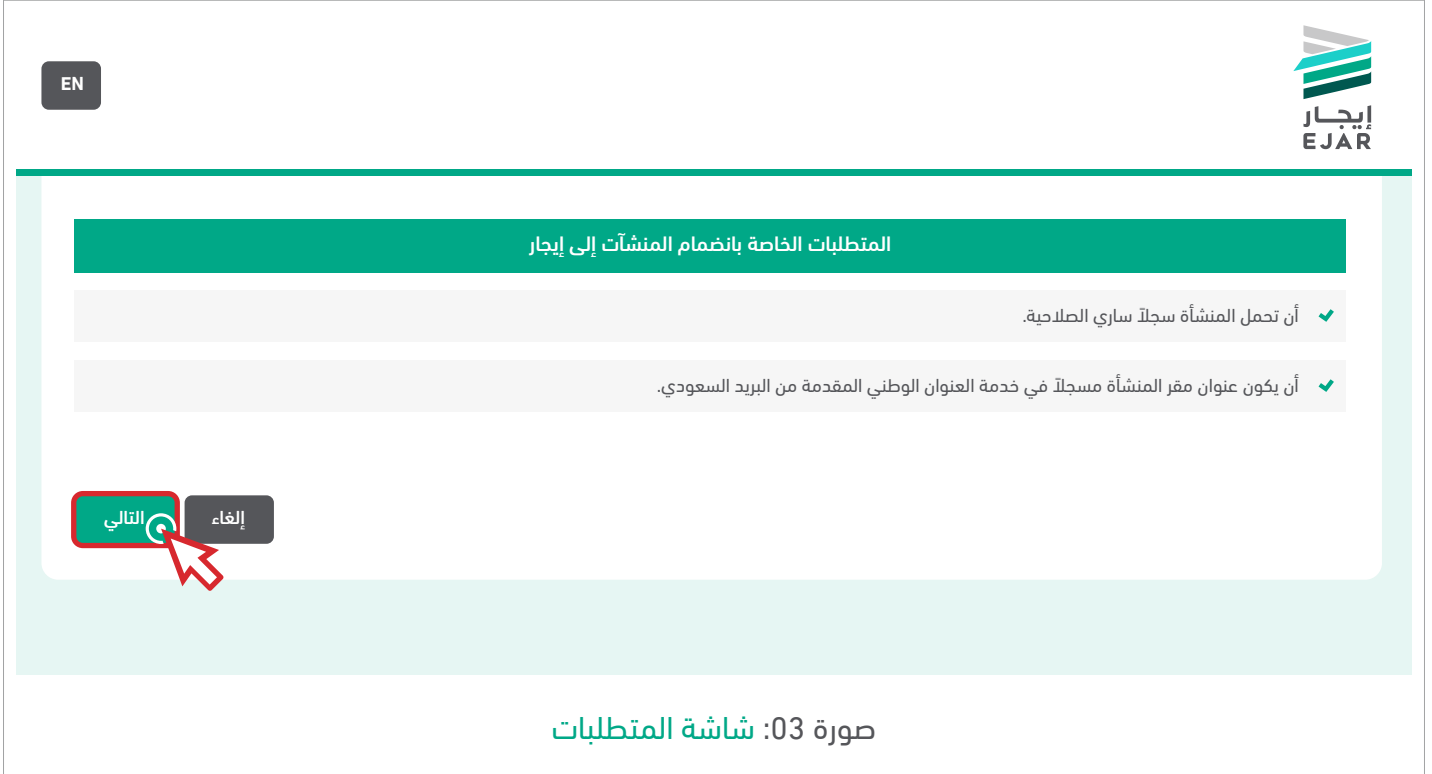 إيجــار
EJAR
EN
المتطلبات الخاصة بانضمام المنشآت إلى إيجار
أن تحمل المنشأة سجلاً ساري الصلاحية.
أن يكون عنوان مقر المنشأة مسجلاً في خدمة العنوان الوطني المقدمة من البريد السعودي.
إلغاء
التالي
صورة 03: شاشة المتطلبات